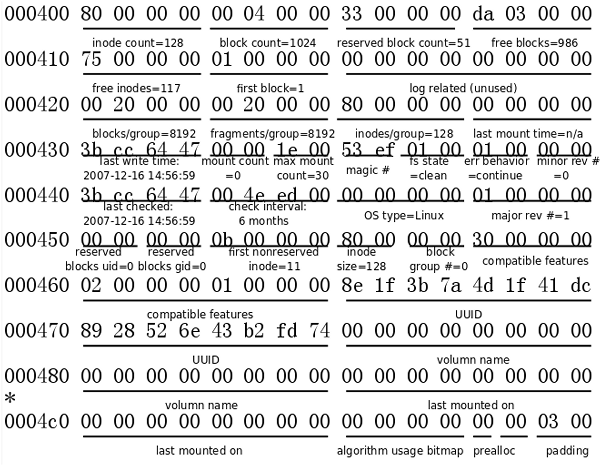 000400 80 00 00 00 00 04 00 00 33 00 00 00 da 03 00 00
inode count=128 block count=1024 reserved block count=51 free blocks=986
000410 75 00 00 00 01 00 00 00 00 00 00 00 00 00 00 00
free inodes=117 first block=1 log related (unused)
000420 00 20 00 00 00 20 00 00 80 00 00 00 00 00 00 00
blocks/group=8192 fragments/group=8192 inodes/group=128 last mount time=n/a
000430 3b cc 64 47 00 00 1e 00 53 ef 01 00 01 00 00 00
last write time: mount count max mount magic # fs state err behavior minor rev #
2007-12-16 14:56:59 =0 count=30 =clean =continue =0
000440 3b cc 64 47 00 4e ed 00 00 00 00 00 01 00 00 00
last checked: check interval: OS type=Linux major rev #=1
2007-12-16 14:56:59 6 months
000450 00 00 00 00 0b 00 00 00 80 00 00 00 30 00 00 00
reserved reserved first nonreserved inode block compatible features
blocks uid=0 blocks gid=0 inode=11 size=128 group #=0
000460 02 00 00 00 01 00 00 00 8e 1f 3b 7a 4d 1f 41 dc
compatible features UUID
000470 89 28 52 6e 43 b2 fd 74 00 00 00 00 00 00 00 00
UUID volumn name
000480 00 00 00 00 00 00 00 00 00 00 00 00 00 00 00 00
volumn name last mounted on
*
0004c0 00 00 00 00 00 00 00 00 00 00 00 00 00 00 03 00
last mounted on algorithm usage bitmap prealloc padding